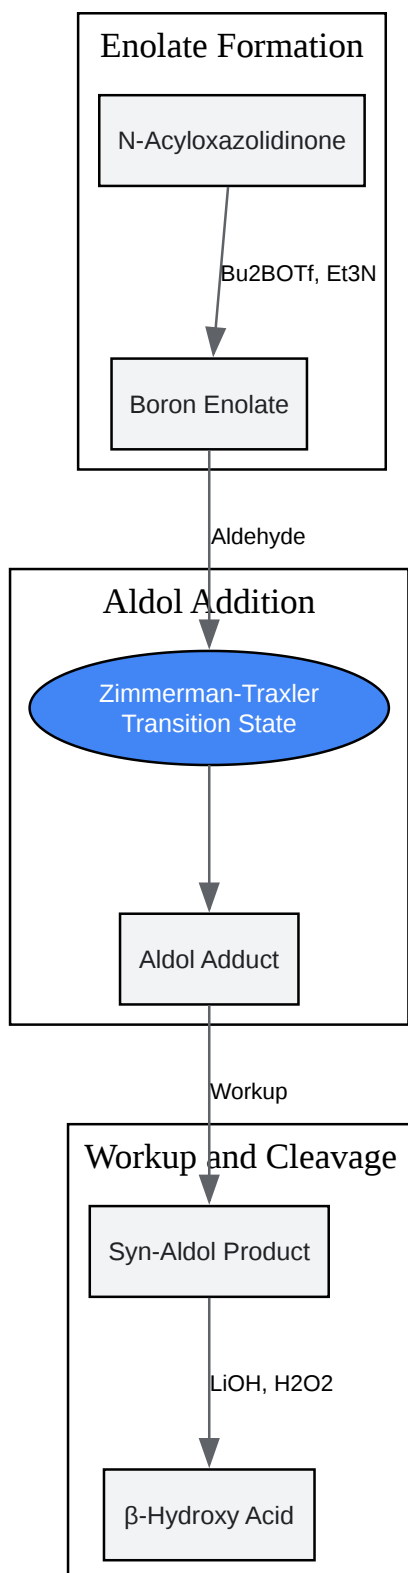 Enolate Formation
N-Acyloxazolidinone
Bu2BOTf, Et3N
Boron Enolate
Aldehyde
Aldol Addition
Zimmerman-Traxler
Transition State
Aldol Adduct
Workup
Workup and Cleavage
Syn-Aldol Product
LiOH, H2O2
β-Hydroxy Acid